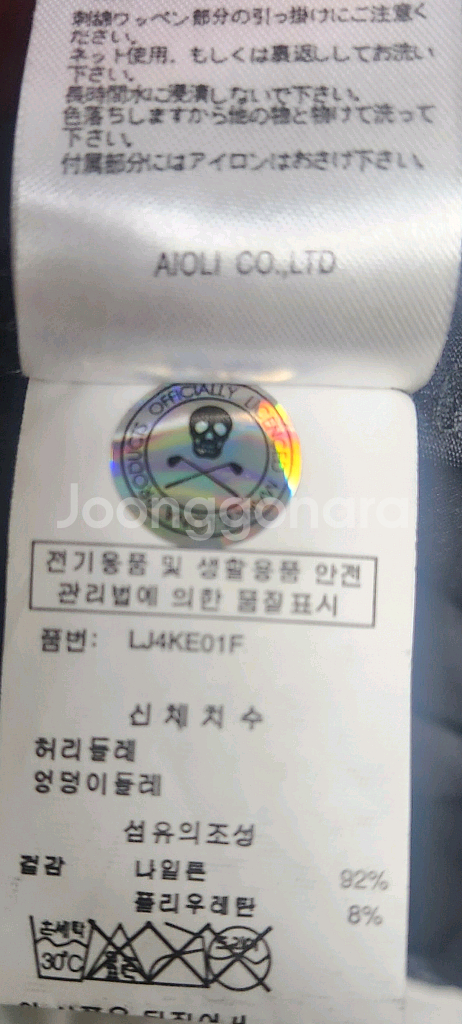 刺繍ワッペン部分の引っ掛けにご注意く
ださい。
ネット使用、もしくは裏返ししてお洗い
下さい。
長時間水に浸漬しないで下さい。
色落ちしますから他の物と物けて洗って
下さい。
付属部分にはアイロンはおさけ下さい。
AIOLI CO.,LTD
OFFICIALLY LICENCED
PRODUCTS
Joonggonara
전기용품 및 생활용품 안전
관리법에 의한 품질표시
품번: LJ4KE01F
신체치수
허리둘레
엉덩이둘레
섬유의조성
겉감 나일론 92%
폴리우레탄 8%
손세탁
30℃
드라이